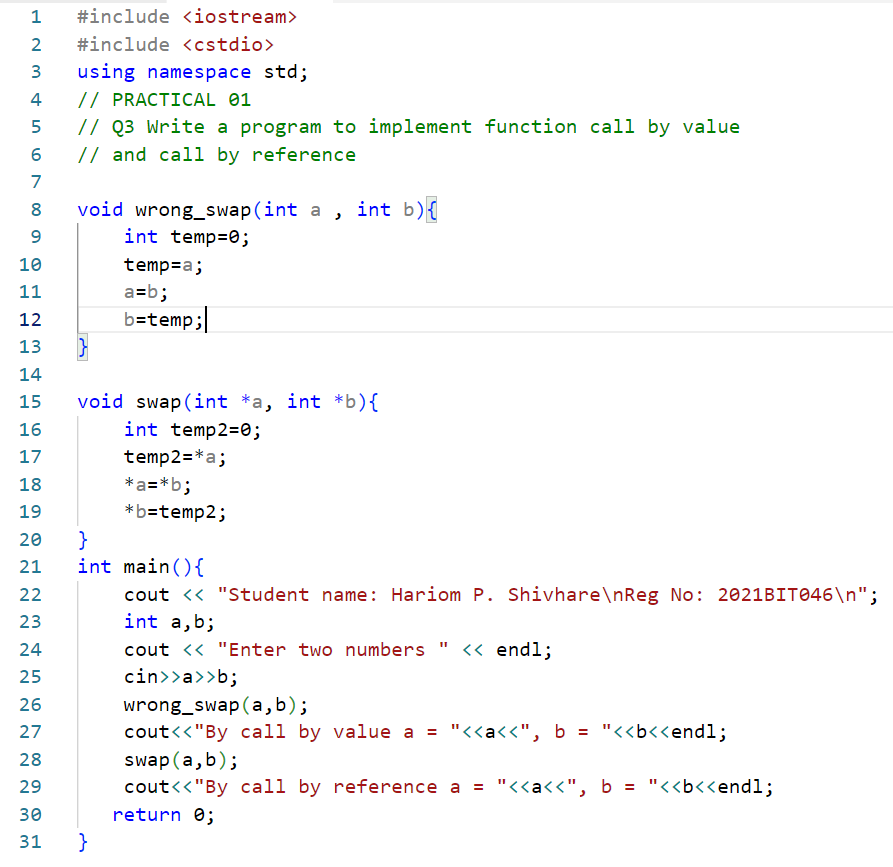 1 #include <iostream>
2 #include <cstdio>
3 using namespace std;
4 // PRACTICAL 01
5 // Q3 Write a program to implement function call by value
6 // and call by reference
7
8 void wrong_swap(int a , int b){
9     int temp=0;
10     temp=a;
11     a=b;
12     b=temp;
13 }
14
15 void swap(int *a, int *b){
16     int temp2=0;
17     temp2=*a;
18     *a=*b;
19     *b=temp2;
20 }
21 int main(){
22     cout << "Student name: Hariom P. Shivhare\nReg No: 2021BIT046\n";
23     int a,b;
24     cout << "Enter two numbers " << endl;
25     cin>>a>>b;
26     wrong_swap(a,b);
27     cout<<"By call by value a = "<<a<<", b = "<<b<<endl;
28     swap(a,b);
29     cout<<"By call by reference a = "<<a<<", b = "<<b<<endl;
30    return 0;
31 }